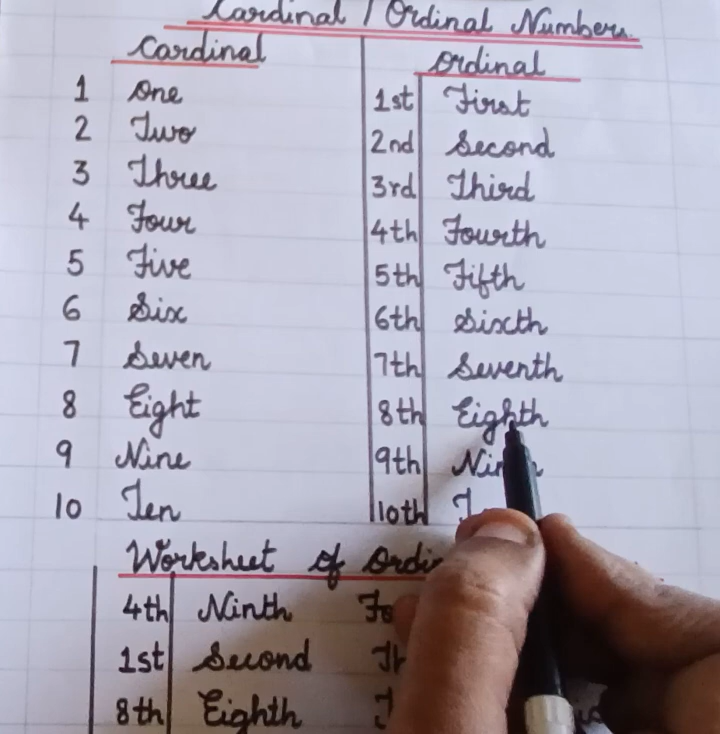 Cardinal / Ordinal Numbers
Cardinal Ordinal
1 One 1st First
2 Two 2nd Second
3 Three 3rd Third
4 Four 4th Fourth
5 Five 5th Fifth
6 Six 6th Sixth
7 Seven 7th Seventh
8 Eight 8th Eighth
9 Nine 9th
10 Ten 10th
Worksheet of
4th Ninth
1st Second
8th Eighth